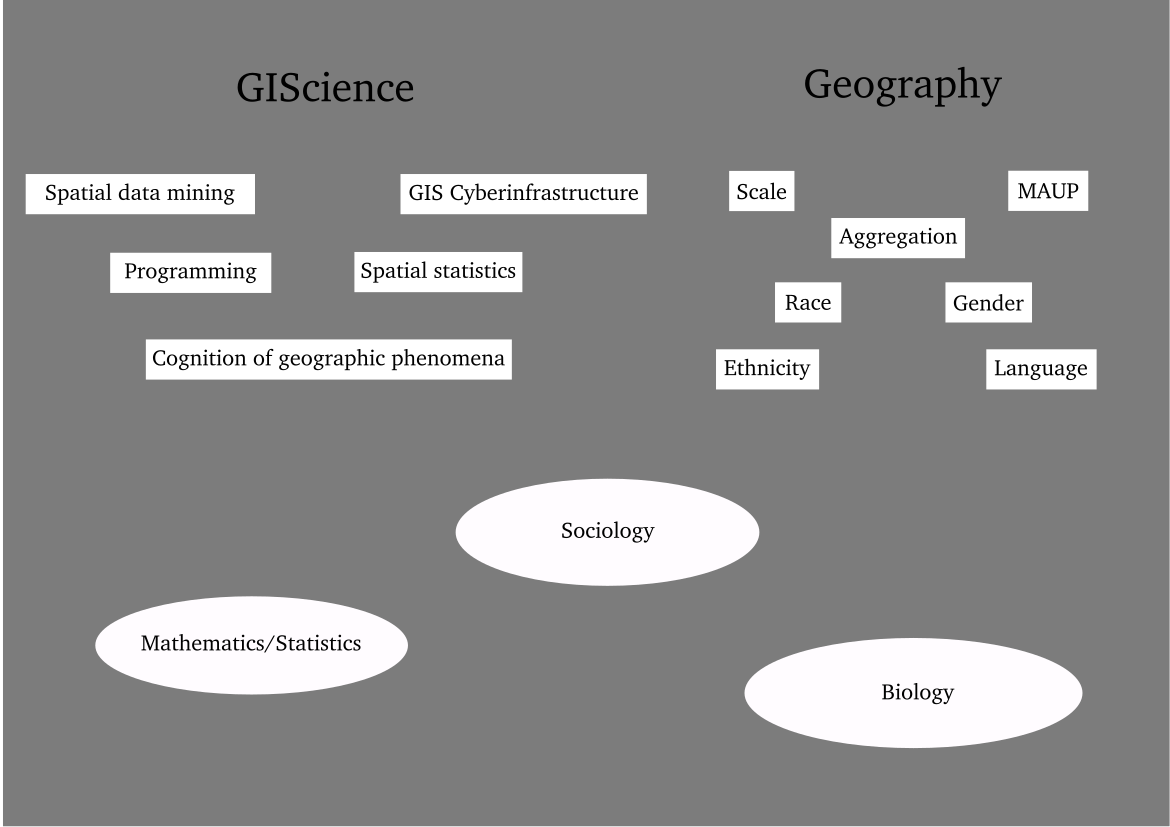 GIScience
Geography
Spatial data mining
GIS Cyberinfrastructure
Scale
MAUP
Aggregation
Programming
Spatial statistics
Race
Gender
Cognition of geographic phenomena
Ethnicity
Language
Sociology
Mathematics/Statistics
Biology